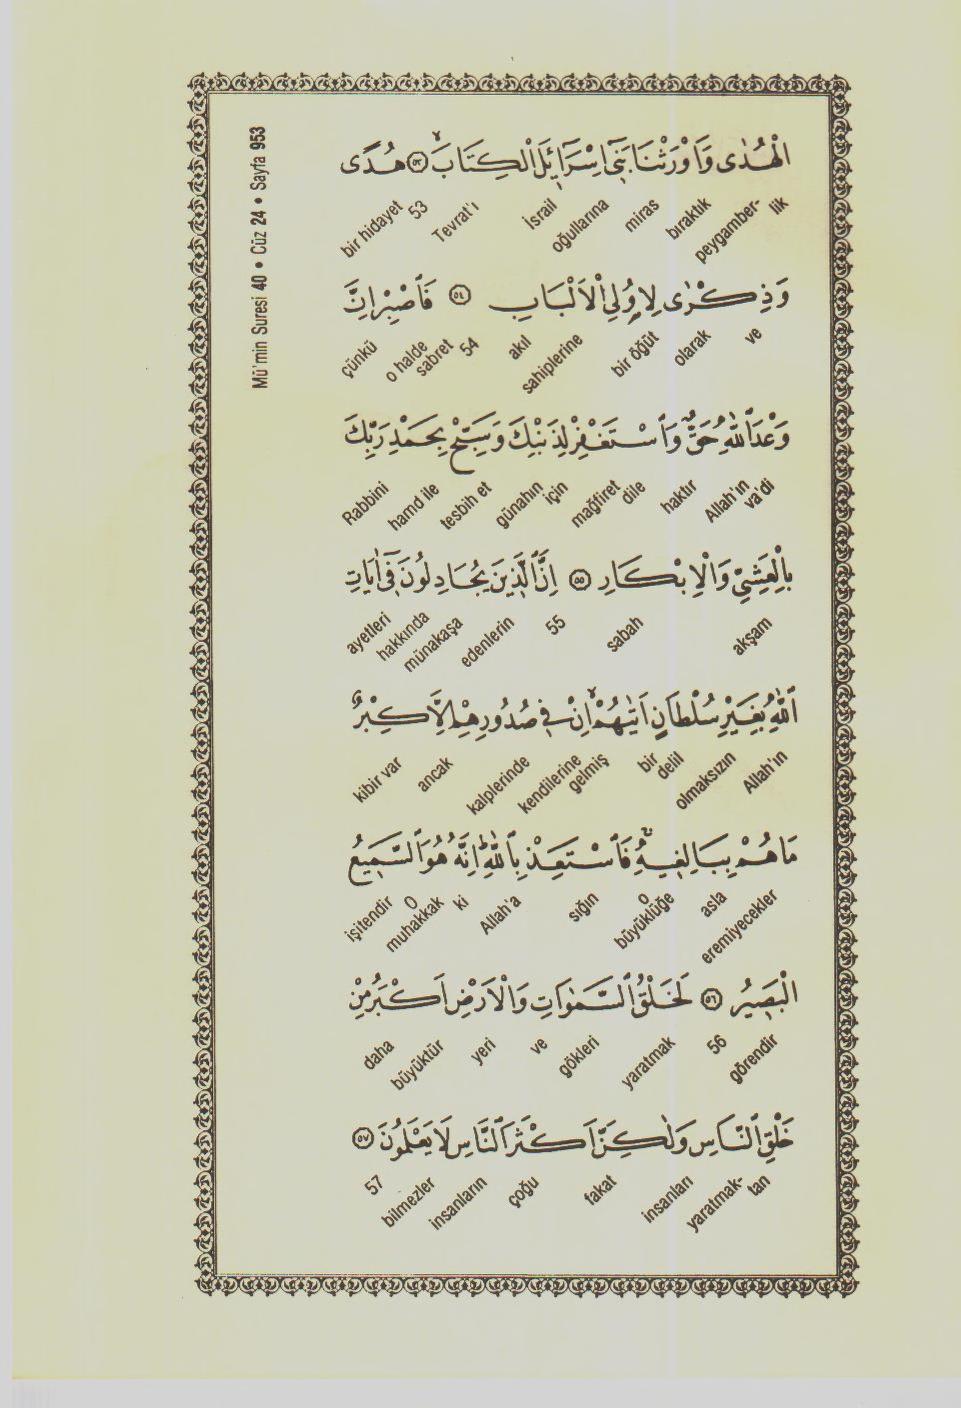 Mü'min Suresi 40 • Cüz 24 • Sayfa 953
الْهُدٰى وَاَوْرَثْنَا بَنٖٓي اِسْرَٓائٖلَ الْكِتَابَۙ ﴿٥٣﴾ هُدًى
peygamber- lik bıraktık miras oğullarına İsrail Tevrat'ı 53 bir hidayet
وَذِكْرٰى لِاُو۬لِي الْاَلْبَابِ ﴿٥٤﴾ فَاصْبِرْ اِنَّ
ve olarak bir öğüt sahiplerine akıl 54 o halde sabret çünkü
وَعْدَ اللّٰهِ حَقٌّ وَاسْتَغْفِرْ لِذَنْبِكَ وَسَبِّحْ بِحَمْدِ رَبِّكَ
Allah'ın va'di haktır mağfiret dile günahın için tesbih et hamd ile Rabbini
بِالْعَشِيِّ وَالْاِبْكَارِ ﴿٥٥﴾ اِنَّ الَّذٖينَ يُجَادِلُونَ فٖٓي اٰيَاتِ
akşam sabah 55 edenlerin münakaşa hakkında ayetleri
اللّٰهِ بِغَيْرِ سُلْطَانٍ اَتٰيهُمْۙ اِنْ فٖي صُدُورِهِمْ اِلَّا كِبْرٌ
Allah'ın olmaksızın bir delil kendilerine gelmiş kalplerinde ancak kibir var
مَا هُمْ بِبَالِغٖيهِۚ فَاسْتَعِذْ بِاللّٰهِؕ اِنَّهُ هُوَ السَّمٖيعُ
eremiyecekler asla o büyüklüğe sığın Allah'a ki muhakkak O işitendir
الْبَصٖيرُ ﴿٥٦﴾ لَخَلْقُ السَّمٰوَاتِ وَالْاَرْضِ اَكْبَرُ مِنْ
görendir 56 yaratmak gökleri ve yeri büyüktür daha
خَلْقِ النَّاسِ وَلٰكِنَّ اَكْثَرَ النَّاسِ لَا يَعْلَمُونَ ﴿٥٧﴾
yaratmak- tan insanları fakat çoğu insanların bilmezler 57